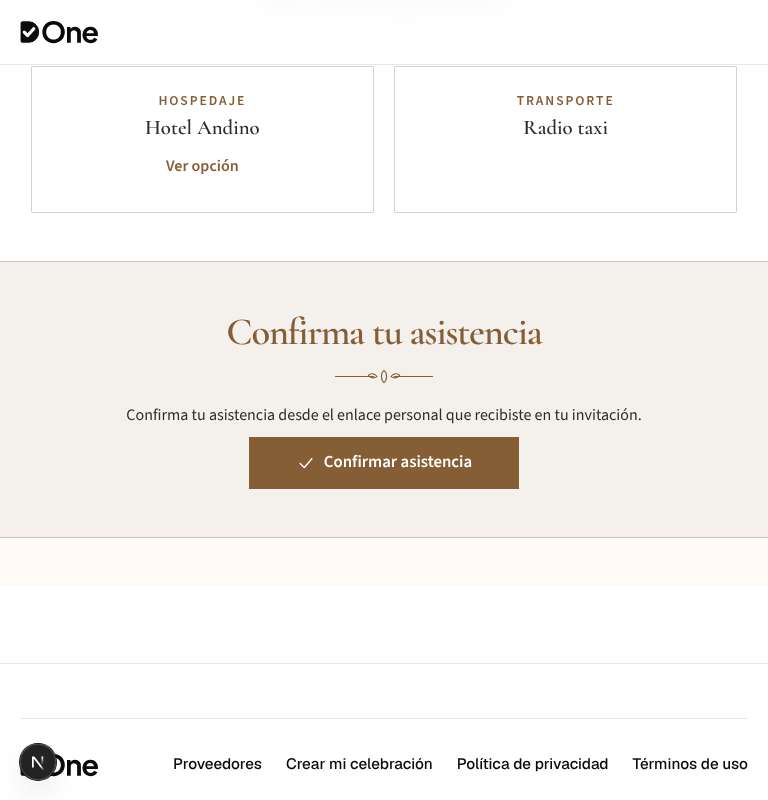 One
HOSPEDAJE
Hotel Andino
Ver opción
TRANSPORTE
Radio taxi
Confirma tu asistencia
Confirma tu asistencia desde el enlace personal que recibiste en tu invitación.
Confirmar asistencia
N
One
Proveedores
Crear mi celebración
Política de privacidad
Términos de uso